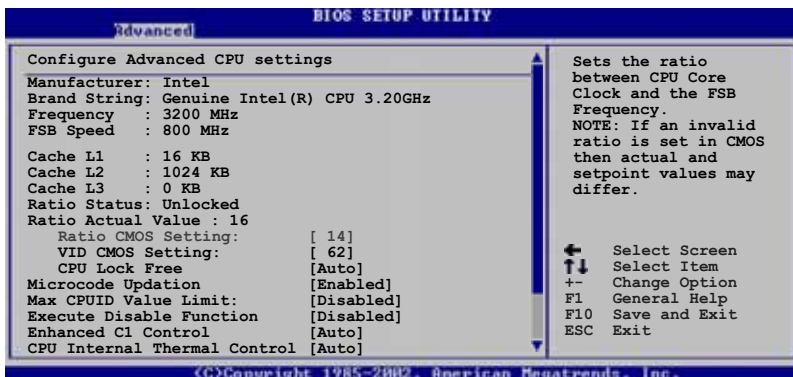 BIOS SETUP UTILITY
Advanced
Configure Advanced CPU settings
Manufacturer: Intel
Brand String: Genuine Intel(R) CPU 3.20GHz
Frequency : 3200 MHz
FSB Speed : 800 MHz
Cache L1 : 16 KB
Cache L2 : 1024 KB
Cache L3 : 0 KB
Ratio Status: Unlocked
Ratio Actual Value : 16
Ratio CMOS Setting: [ 14]
VID CMOS Setting: [ 62]
CPU Lock Free [Auto]
Microcode Updation [Enabled]
Max CPUID Value Limit: [Disabled]
Execute Disable Function [Disabled]
Enhanced C1 Control [Auto]
CPU Internal Thermal Control [Auto]
Sets the ratio
between CPU Core
Clock and the FSB
Frequency.
NOTE: If an invalid
ratio is set in CMOS
then actual and
setpoint values may
differ.
← Select Screen
↑↓ Select Item
+- Change Option
F1 General Help
F10 Save and Exit
ESC Exit
(C)Copyright 1985-2002, American Megatrends, Inc.